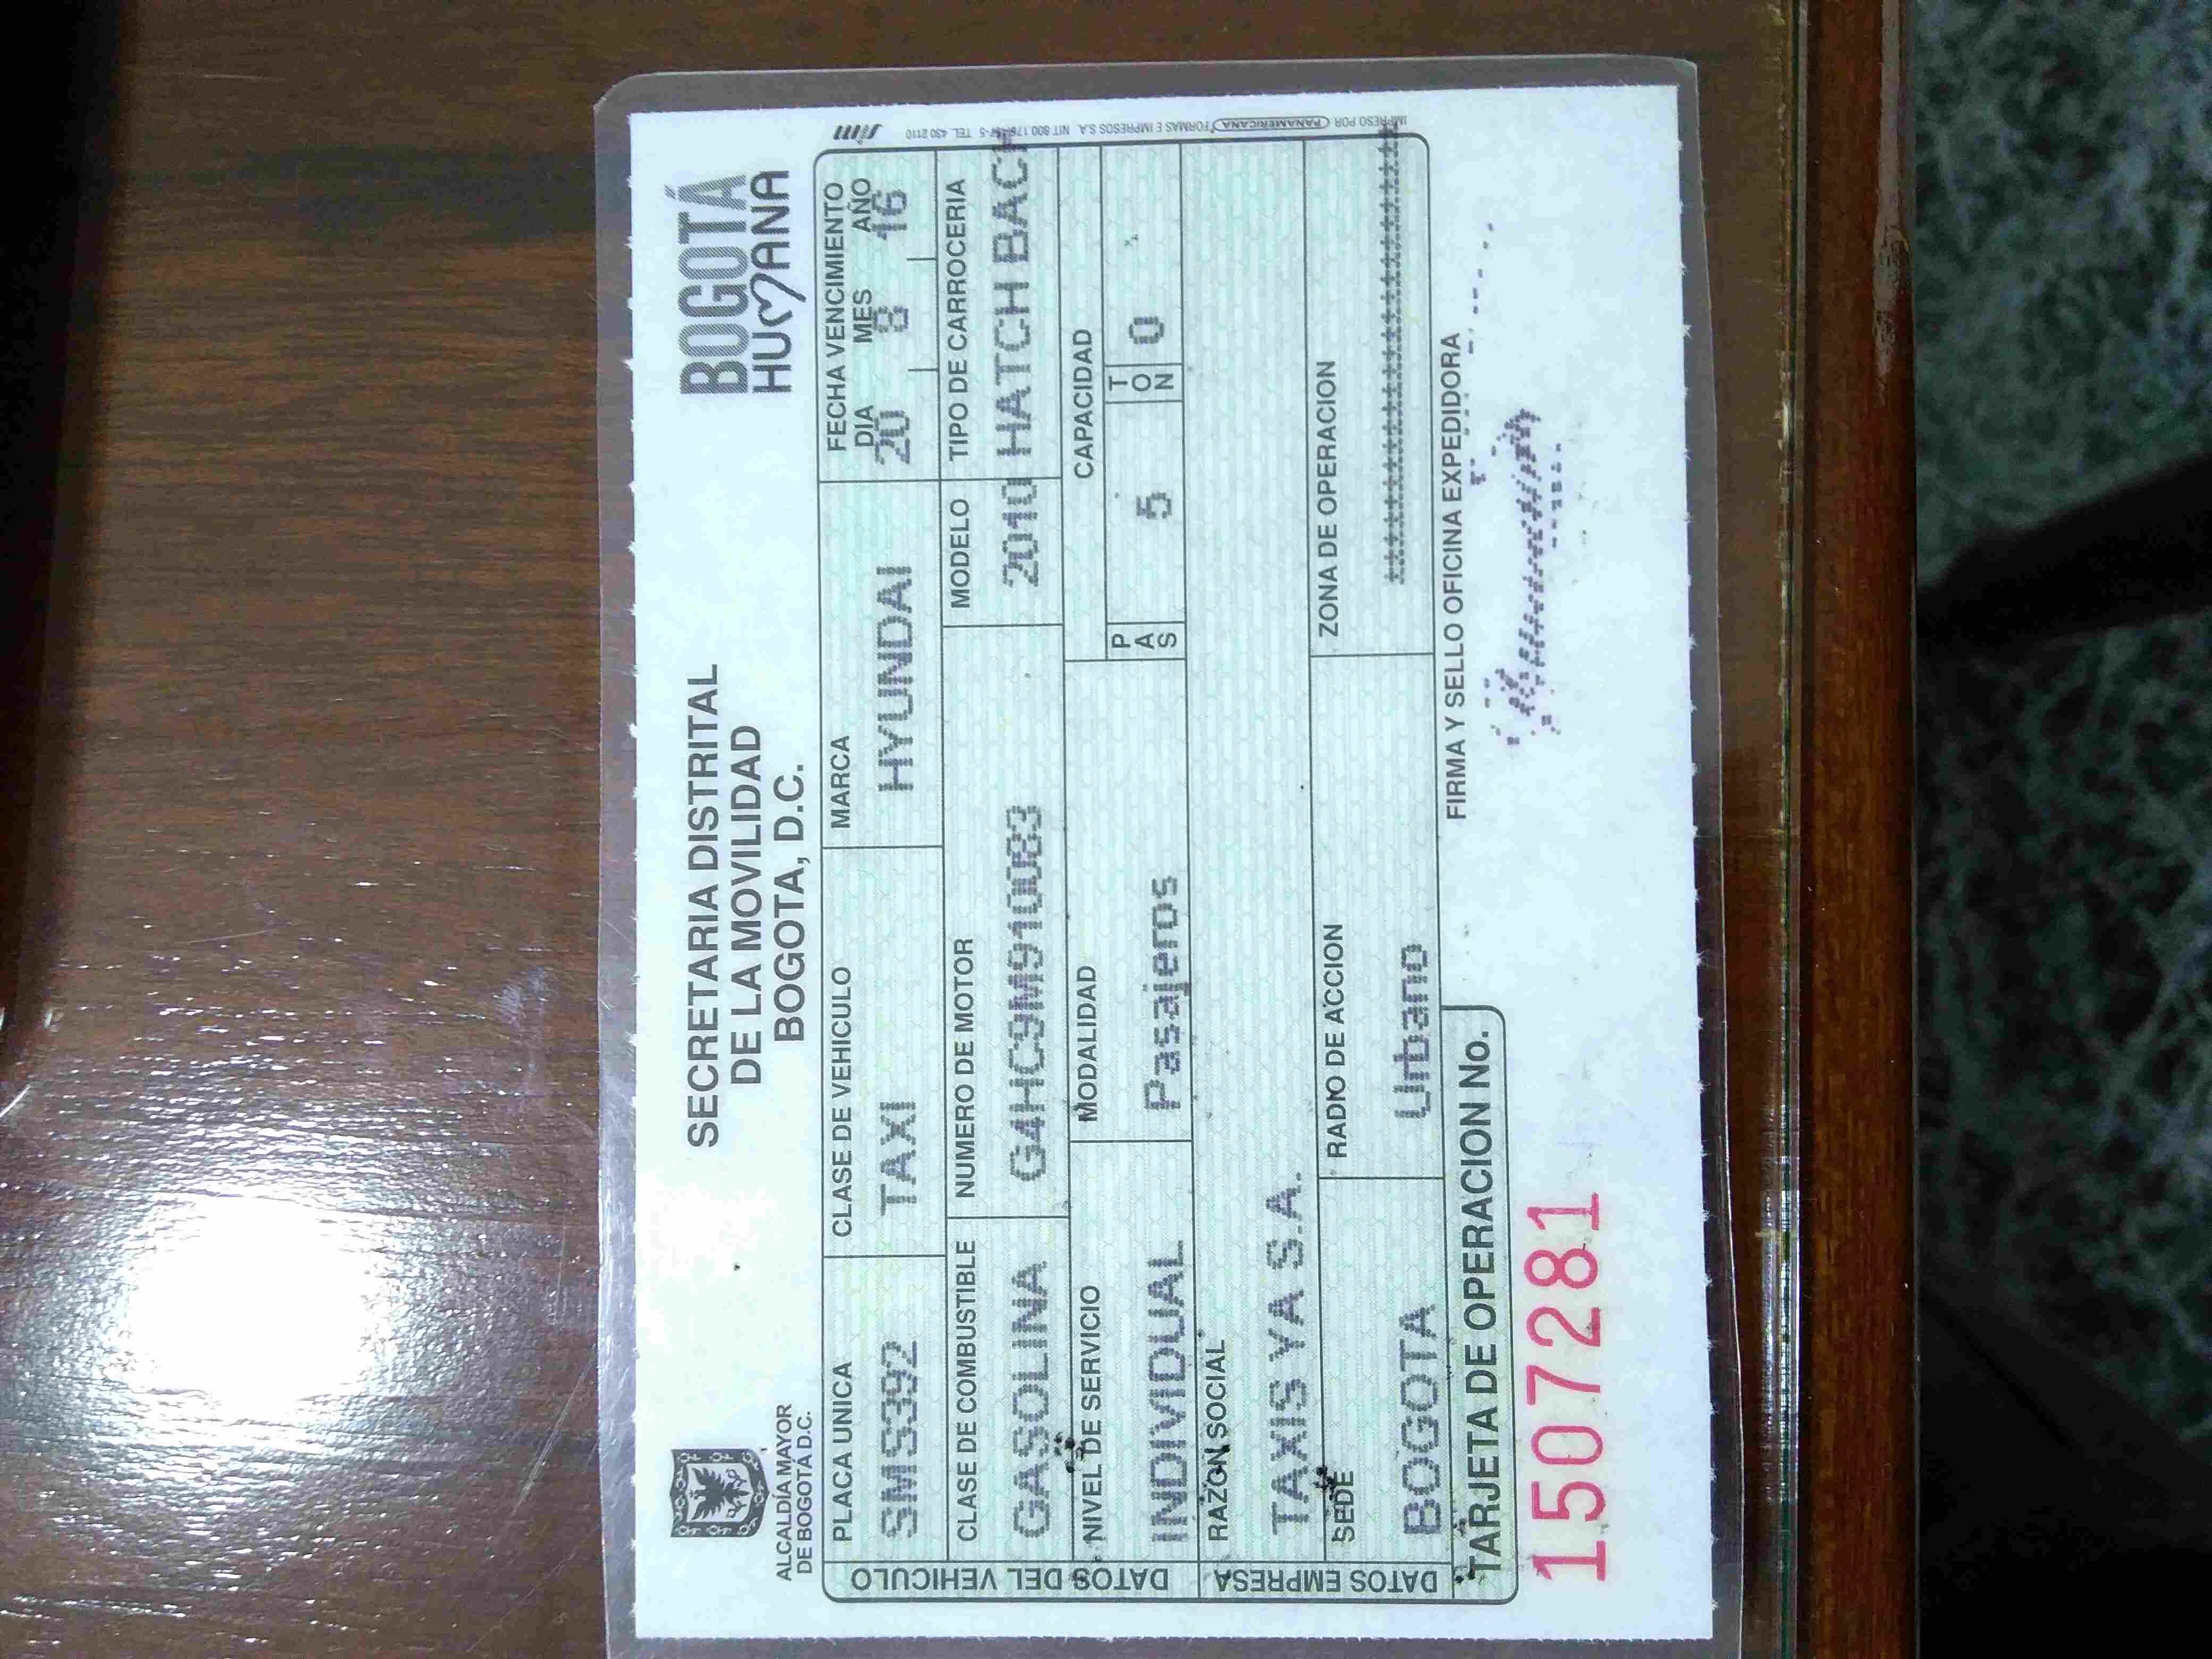 ALCALDÍA MAYOR
DE BOGOTÁ D.C.
SECRETARIA DISTRITAL
DE LA MOVILIDAD
BOGOTA, D.C.
BOGOTÁ
HUMANA
DATOS DEL VEHICULO
PLACA UNICA CLASE DE VEHICULO MARCA FECHA VENCIMIENTO
DIA MES AÑO
SMS392 TAXI HYUNDAI 20 8 16
CLASE DE COMBUSTIBLE NUMERO DE MOTOR MODELO TIPO DE CARROCERIA
GASOLINA G4HC9M910083 2010 HATCH BACK
NIVEL DE SERVICIO MODALIDAD CAPACIDAD
INDIVIDUAL Pasajeros PAS 5 TON 0
DATOS EMPRESA
RAZON SOCIAL
TAXIS YA S.A.
SEDE RADIO DE ACCION ZONA DE OPERACION
BOGOTA Urbano
TARJETA DE OPERACION No. FIRMA Y SELLO OFICINA EXPEDIDORA
1507281
IMPRESO POR PANAMERICANA FORMAS E IMPRESOS S.A. NIT 800 175457-5 TEL 430 2110